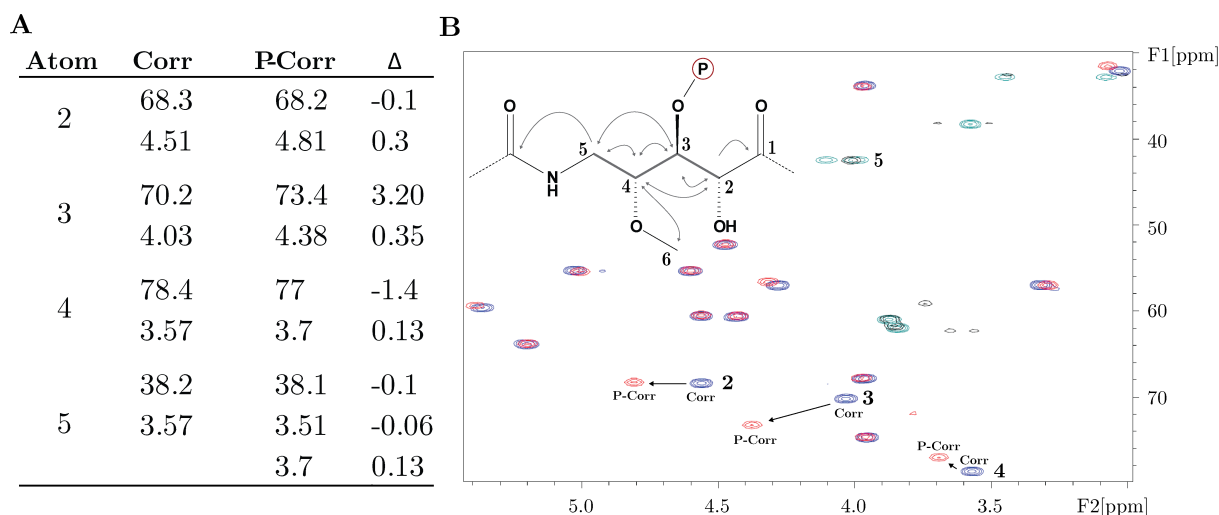 A
Atom Corr P-Corr Δ
2
68.3 68.2 -0.1
4.51 4.81 0.3
3
70.2 73.4 3.20
4.03 4.38 0.35
4
78.4 77 -1.4
3.57 3.7 0.13
5
38.2 38.1 -0.1
3.57 3.51 -0.06
3.7 0.13
B
F1[ppm]
P
O O O
5 3 1
N
H
4 2
O OH
6
40
5
50
60
2
P-Corr Corr
3
Corr
P-Corr
70
P-Corr
Corr
4
5.0 4.5 4.0 3.5 F2[ppm]